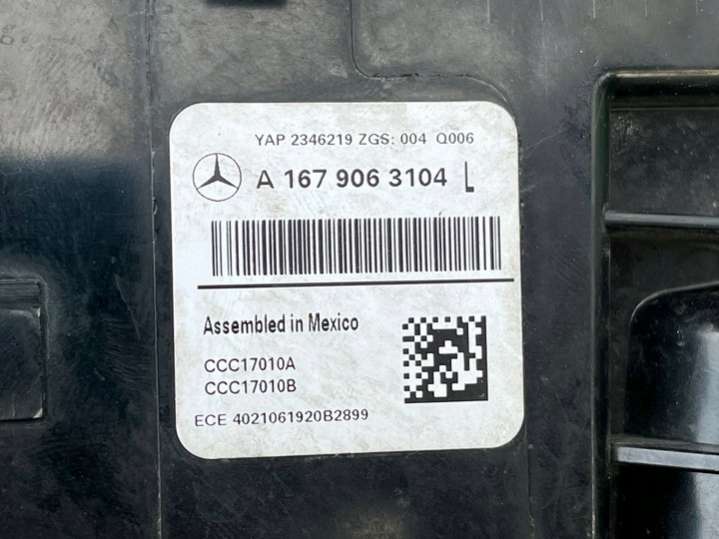 YAP 2346219 ZGS: 004 Q006
A 167 906 3104 L
Assembled in Mexico
CCC17010A
CCC17010B
ECE 4021061920B2899